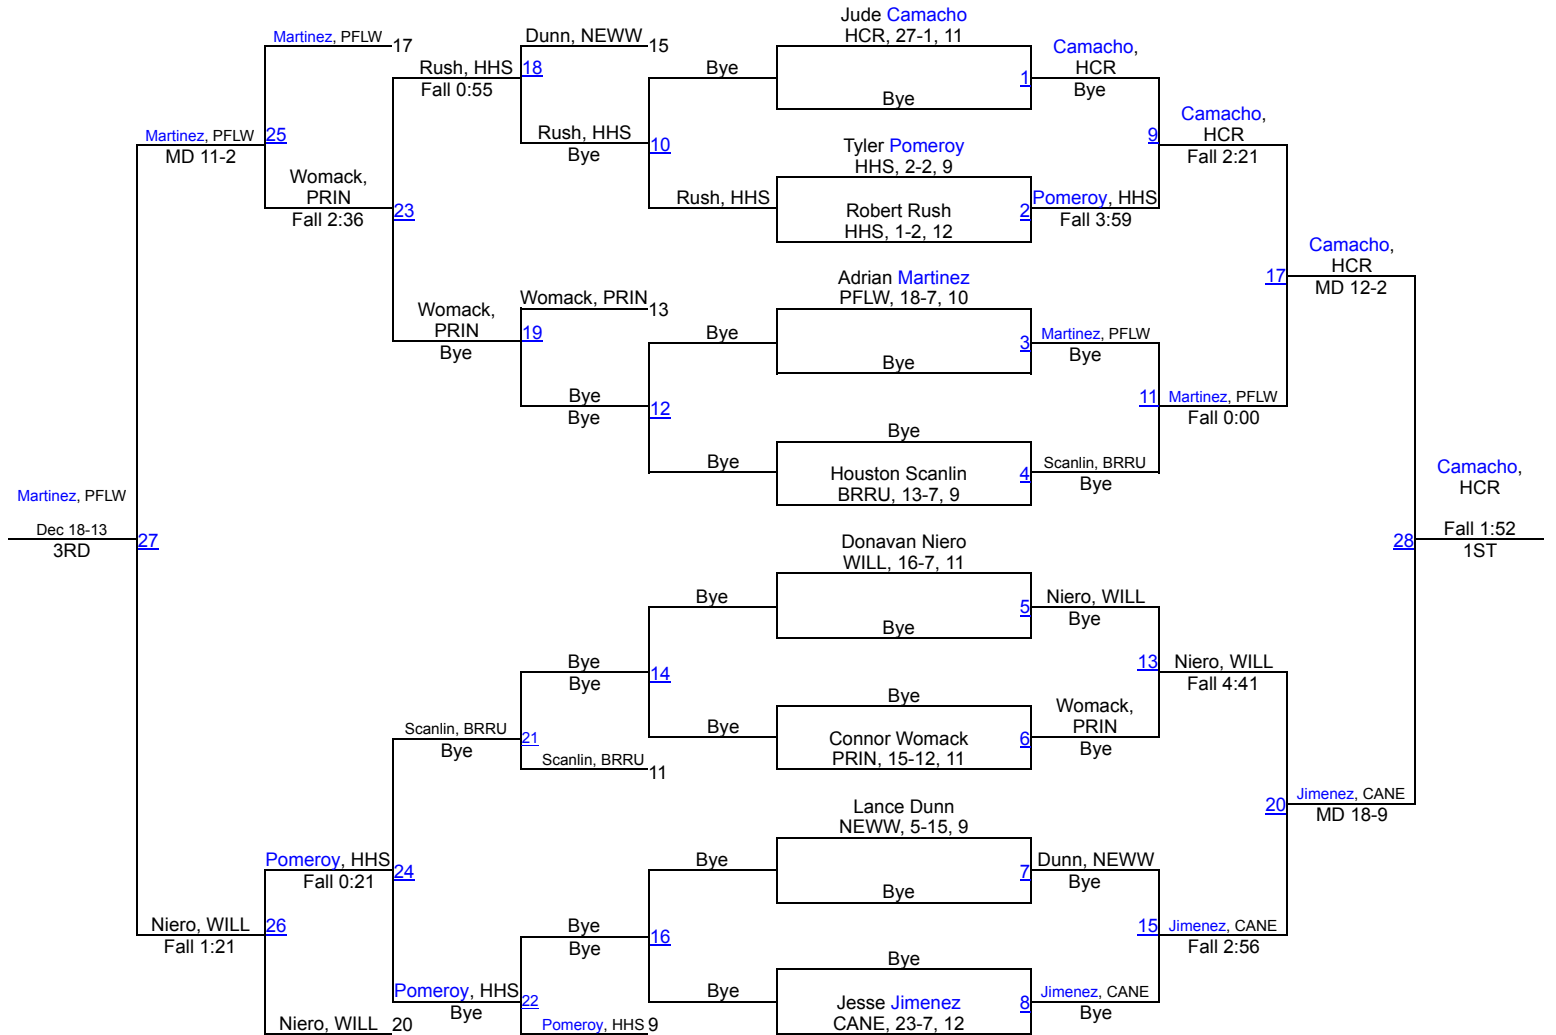 Jude Camacho
HCR, 27-1, 11
Bye
1
Tyler Pomeroy
HHS, 2-2, 9
Robert Rush
HHS, 1-2, 12
2
Adrian Martinez
PFLW, 18-7, 10
Bye
3
Bye
Houston Scanlin
BRRU, 13-7, 9
4
Donavan Niero
WILL, 16-7, 11
Bye
5
Bye
Connor Womack
PRIN, 15-12, 11
6
Lance Dunn
NEWW, 5-15, 9
Bye
7
Bye
Jesse Jimenez
CANE, 23-7, 12
8
Camacho,
HCR
Bye
9
Pomeroy, HHS
Fall 3:59
Martinez, PFLW
Bye
11
Scanlin, BRRU
Bye
Niero, WILL
Bye
13
Womack,
PRIN
Bye
Dunn, NEWW
Bye
15
Jimenez, CANE
Bye
Camacho,
HCR
Fall 2:21
17
Martinez, PFLW
Fall 0:00
Niero, WILL
Fall 4:41
20
Jimenez, CANE
Fall 2:56
Camacho,
HCR
MD 12-2
28
Jimenez, CANE
MD 18-9
Camacho,
HCR
Fall 1:52
1ST
Bye
10
Rush, HHS
Bye
12
Bye
Bye
14
Bye
Bye
16
Bye
Dunn, NEWW
15
18
Rush, HHS
Bye
Womack, PRIN
13
19
Bye
Bye
Bye
Bye
21
Scanlin, BRRU
11
Bye
Bye
22
Pomeroy, HHS
9
Rush, HHS
Fall 0:55
23
Womack,
PRIN
Bye
Scanlin, BRRU
Bye
24
Pomeroy, HHS
Bye
Martinez, PFLW
17
25
Womack,
PRIN
Fall 2:36
Pomeroy, HHS
Fall 0:21
26
Niero, WILL
20
Martinez, PFLW
MD 11-2
27
Niero, WILL
Fall 1:21
Martinez, PFLW
Dec 18-13
3RD